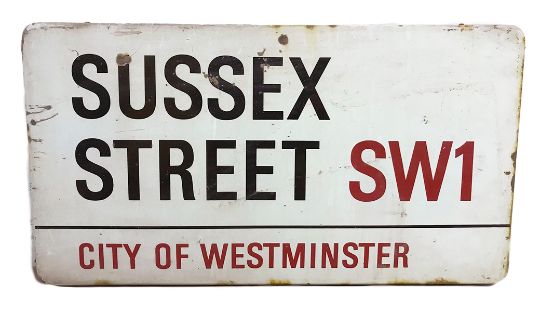 SUSSEX
STREET SW1
CITY OF WESTMINSTER